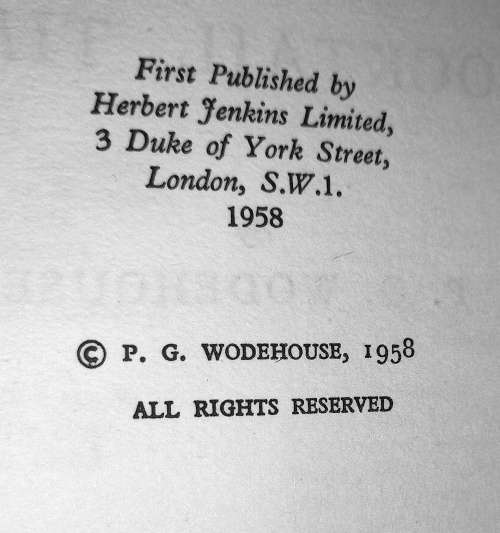 First Published by
Herbert Jenkins Limited,
3 Duke of York Street,
London, S.W.1.
1958
© P. G. WODEHOUSE, 1958
ALL RIGHTS RESERVED